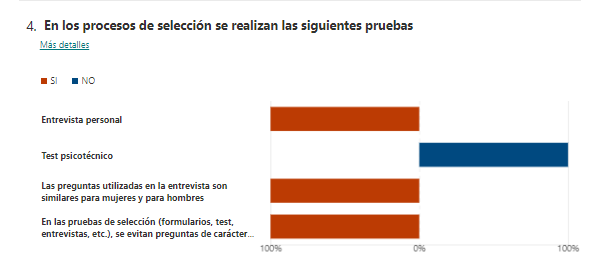 4. En los procesos de selección se realizan las siguientes pruebas
Más detalles
SI NO
Entrevista personal
Test psicotécnico
Las preguntas utilizadas en la entrevista son
similares para mujeres y para hombres
En las pruebas de selección (formularios, test,
entrevistas, etc.), se evitan preguntas de carácter...
100% 0% 100%